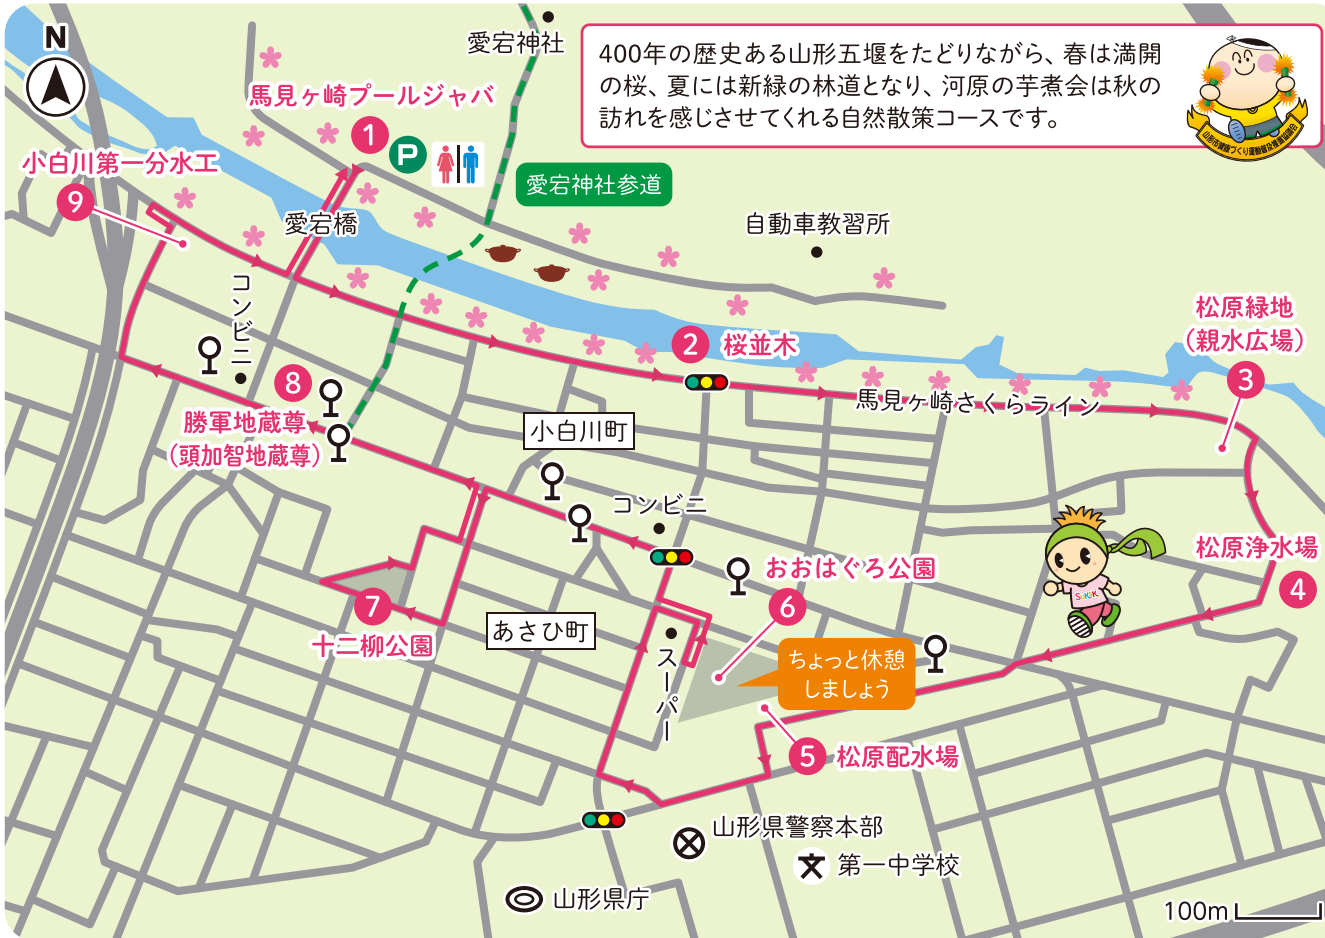 N
愛宕神社
400年の歴史ある山形五堰をたどりながら、春は満開
の桜、夏には新緑の林道となり、河原の芋煮会は秋の
訪れを感じさせてくれる自然散策コースです。
馬見ヶ崎プールジャバ
1
P
小白川第一分水工
9
愛宕神社参道
愛宕橋
自動車教習所
コンビニ
松原緑地
(親水広場)
3
2
桜並木
8
馬見ヶ崎さくらライン
勝軍地蔵尊
(頭加智地蔵尊)
小白川町
コンビニ
SUKSK
松原浄水場
4
おおはぐろ公園
6
7
十二柳公園
あさひ町
スーパー
ちょっと休憩
しましょう
5
松原配水場
山形県警察本部
文
第一中学校
山形県庁
100m